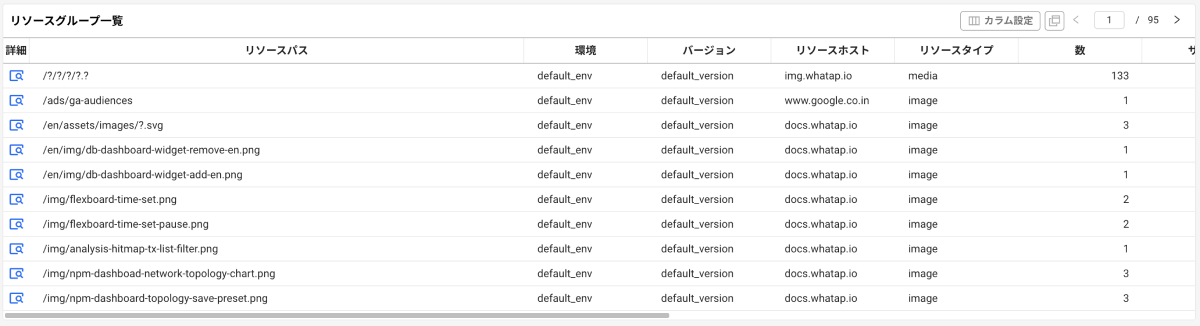 リソースグループ一覧 カラム設定 1 / 95
詳細 リソースパス 環境 バージョン リソースホスト リソースタイプ 数 サ
/?/?/?/?.? default_env default_version img.whatap.io media 133
/ads/ga-audiences default_env default_version www.google.co.in image 1
/en/assets/images/?.svg default_env default_version docs.whatap.io image 3
/en/img/db-dashboard-widget-remove-en.png default_env default_version docs.whatap.io image 1
/en/img/db-dashboard-widget-add-en.png default_env default_version docs.whatap.io image 1
/img/flexboard-time-set.png default_env default_version docs.whatap.io image 2
/img/flexboard-time-set-pause.png default_env default_version docs.whatap.io image 2
/img/analysis-hitmap-tx-list-filter.png default_env default_version docs.whatap.io image 1
/img/npm-dashboad-network-topology-chart.png default_env default_version docs.whatap.io image 3
/img/npm-dashboard-topology-save-preset.png default_env default_version docs.whatap.io image 3